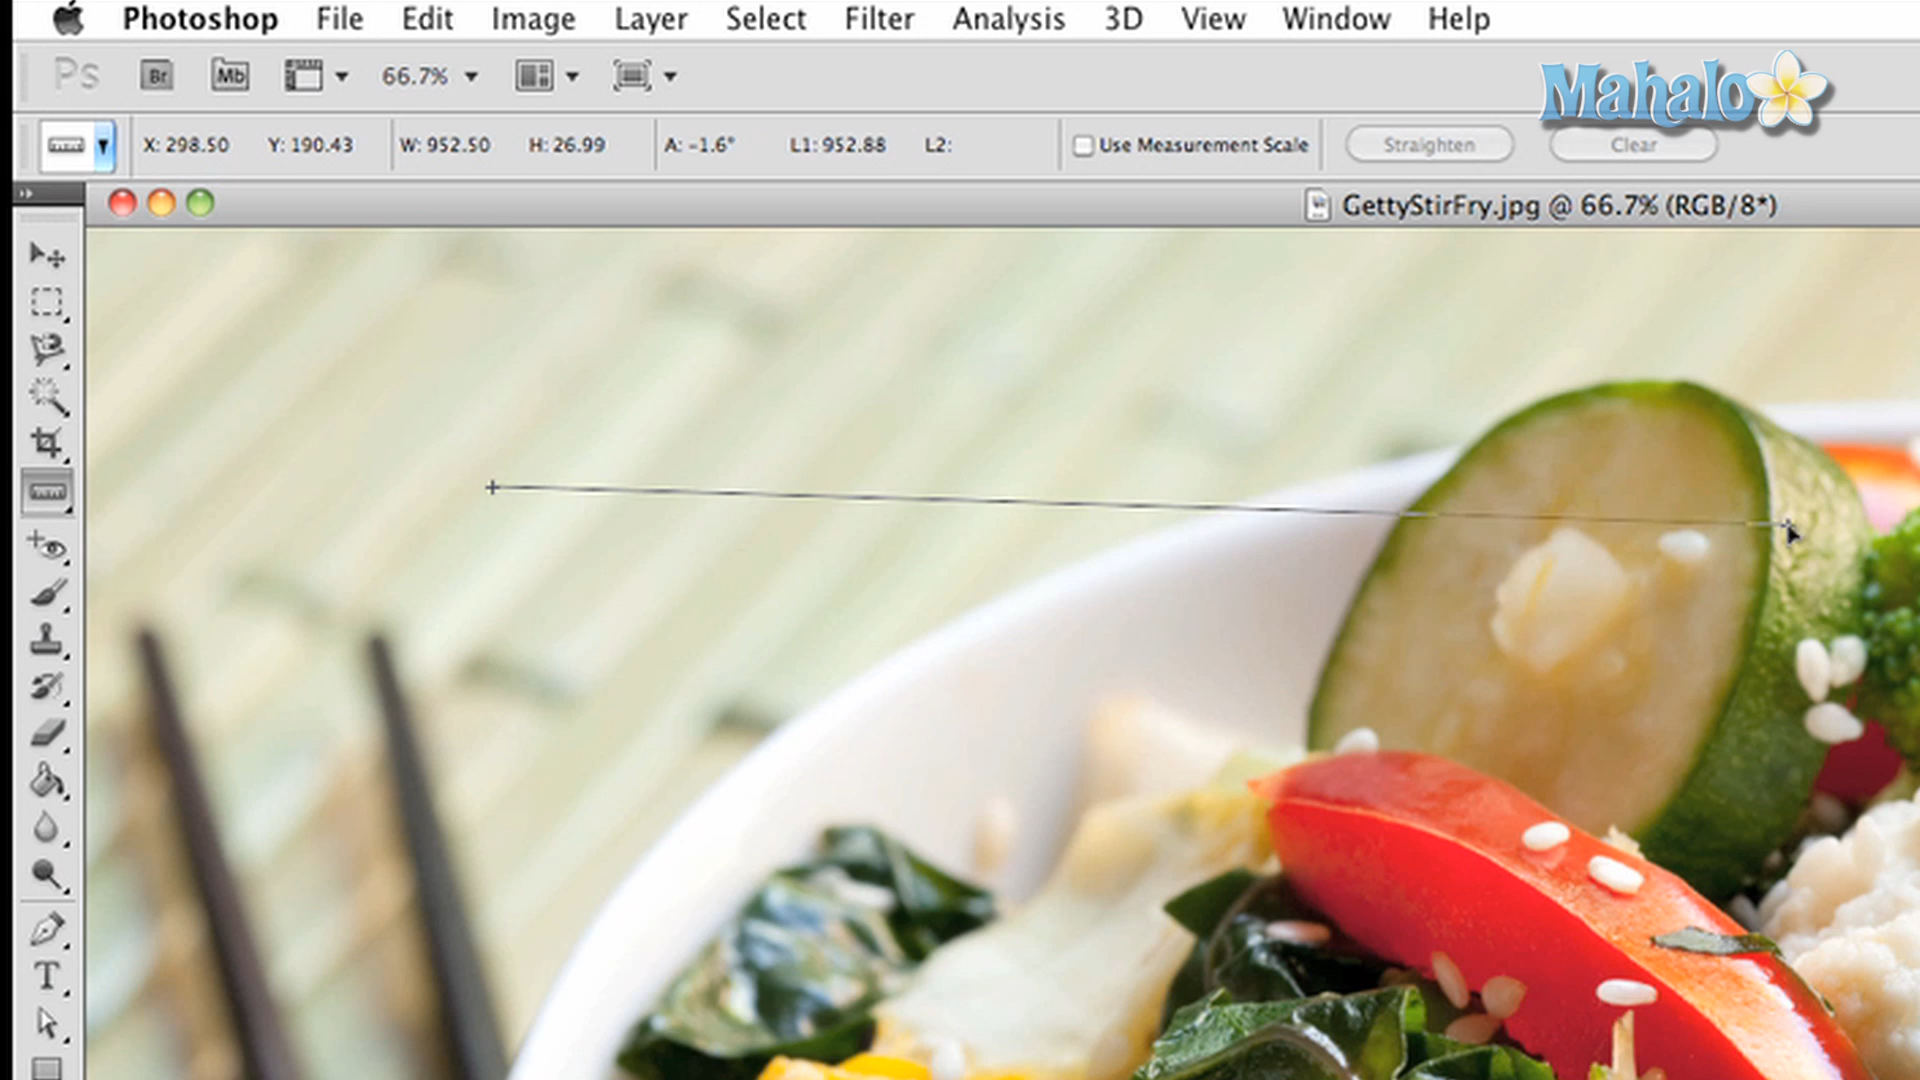 Photoshop File Edit Image Layer Select Filter Analysis 3D View Window Help
Ps Br Mb 66.7%
Mahalo
X: 298.50 Y: 190.43 W: 952.50 H: 26.99 A: -1.6° L1: 952.88 L2: Use Measurement Scale Straighten Clear
GettyStirFry.jpg @ 66.7% (RGB/8*)
T